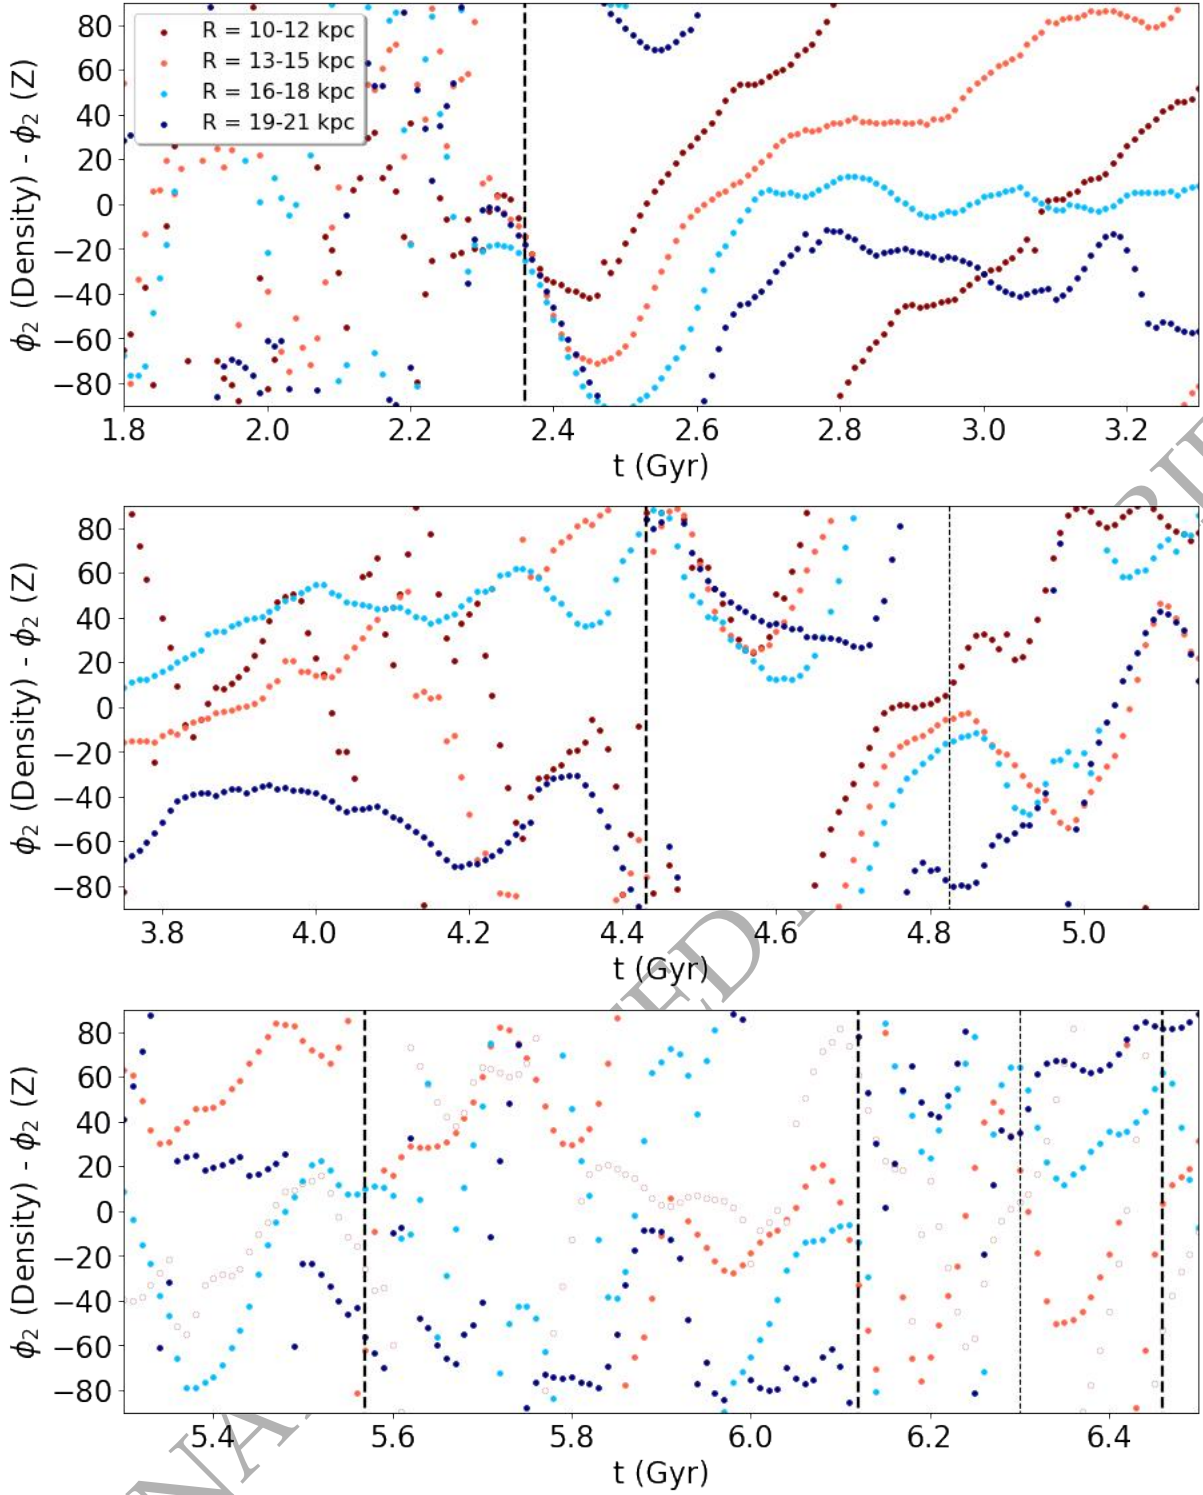 80
60
40
20
0
−20
−40
−60
−80
ϕ₂ (Density) - ϕ₂ (Z)
R = 10-12 kpc
R = 13-15 kpc
R = 16-18 kpc
R = 19-21 kpc
1.8 2.0 2.2 2.4 2.6 2.8 3.0 3.2
t (Gyr)
80
60
40
20
0
−20
−40
−60
−80
ϕ₂ (Density) - ϕ₂ (Z)
3.8 4.0 4.2 4.4 4.6 4.8 5.0
t (Gyr)
80
60
40
20
0
−20
−40
−60
−80
ϕ₂ (Density) - ϕ₂ (Z)
5.4 5.6 5.8 6.0 6.2 6.4
t (Gyr)